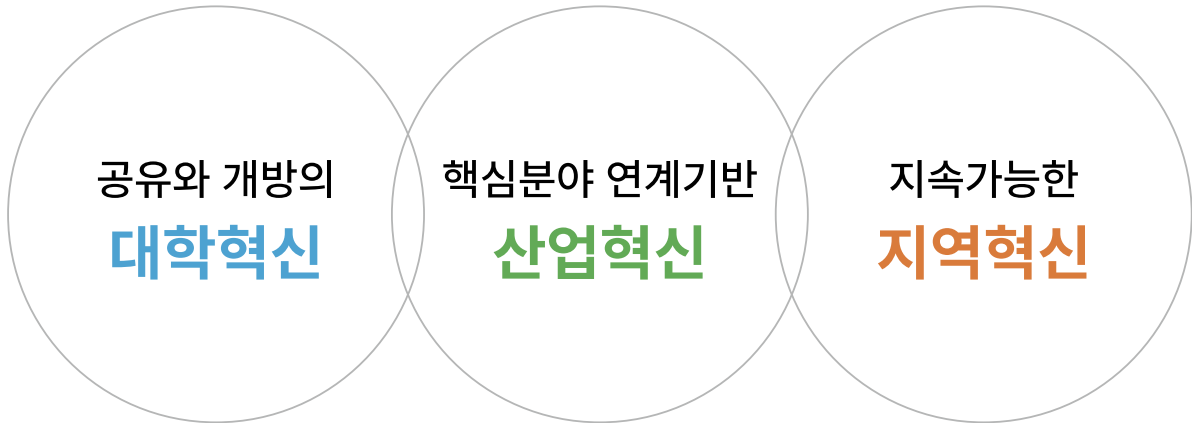 공유와 개방의
대학혁신
핵심분야 연계기반
산업혁신
지속가능한
지역혁신